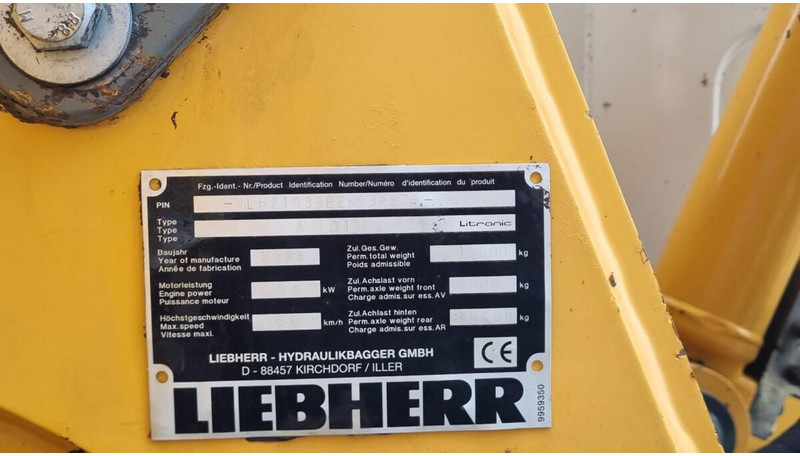 8.8
Fzg.-Ident.- Nr./Product Identification Number/Numéro d'identification du produit
PIN
Type
Type
Type
Litronic
Baujahr
Year of manufacture
Année de fabrication
Zul.Ges.Gew.
Perm.total weight
Poids admissible
kg
Motorleistung
Engine power
Puissance moteur
kW
Zul.Achslast vorn
Perm.axle weight front
Charge admis.sur ess.AV
kg
Höchstgeschwindigkeit
Max.speed
Vitesse maxi.
km/h
Zul.Achslast hinten
Perm.axle weight rear
Charge admis.sur ess.AR
kg
LIEBHERR - HYDRAULIKBAGGER GMBH
D - 88457 KIRCHDORF / ILLER
CE
LIEBHERR
9959350